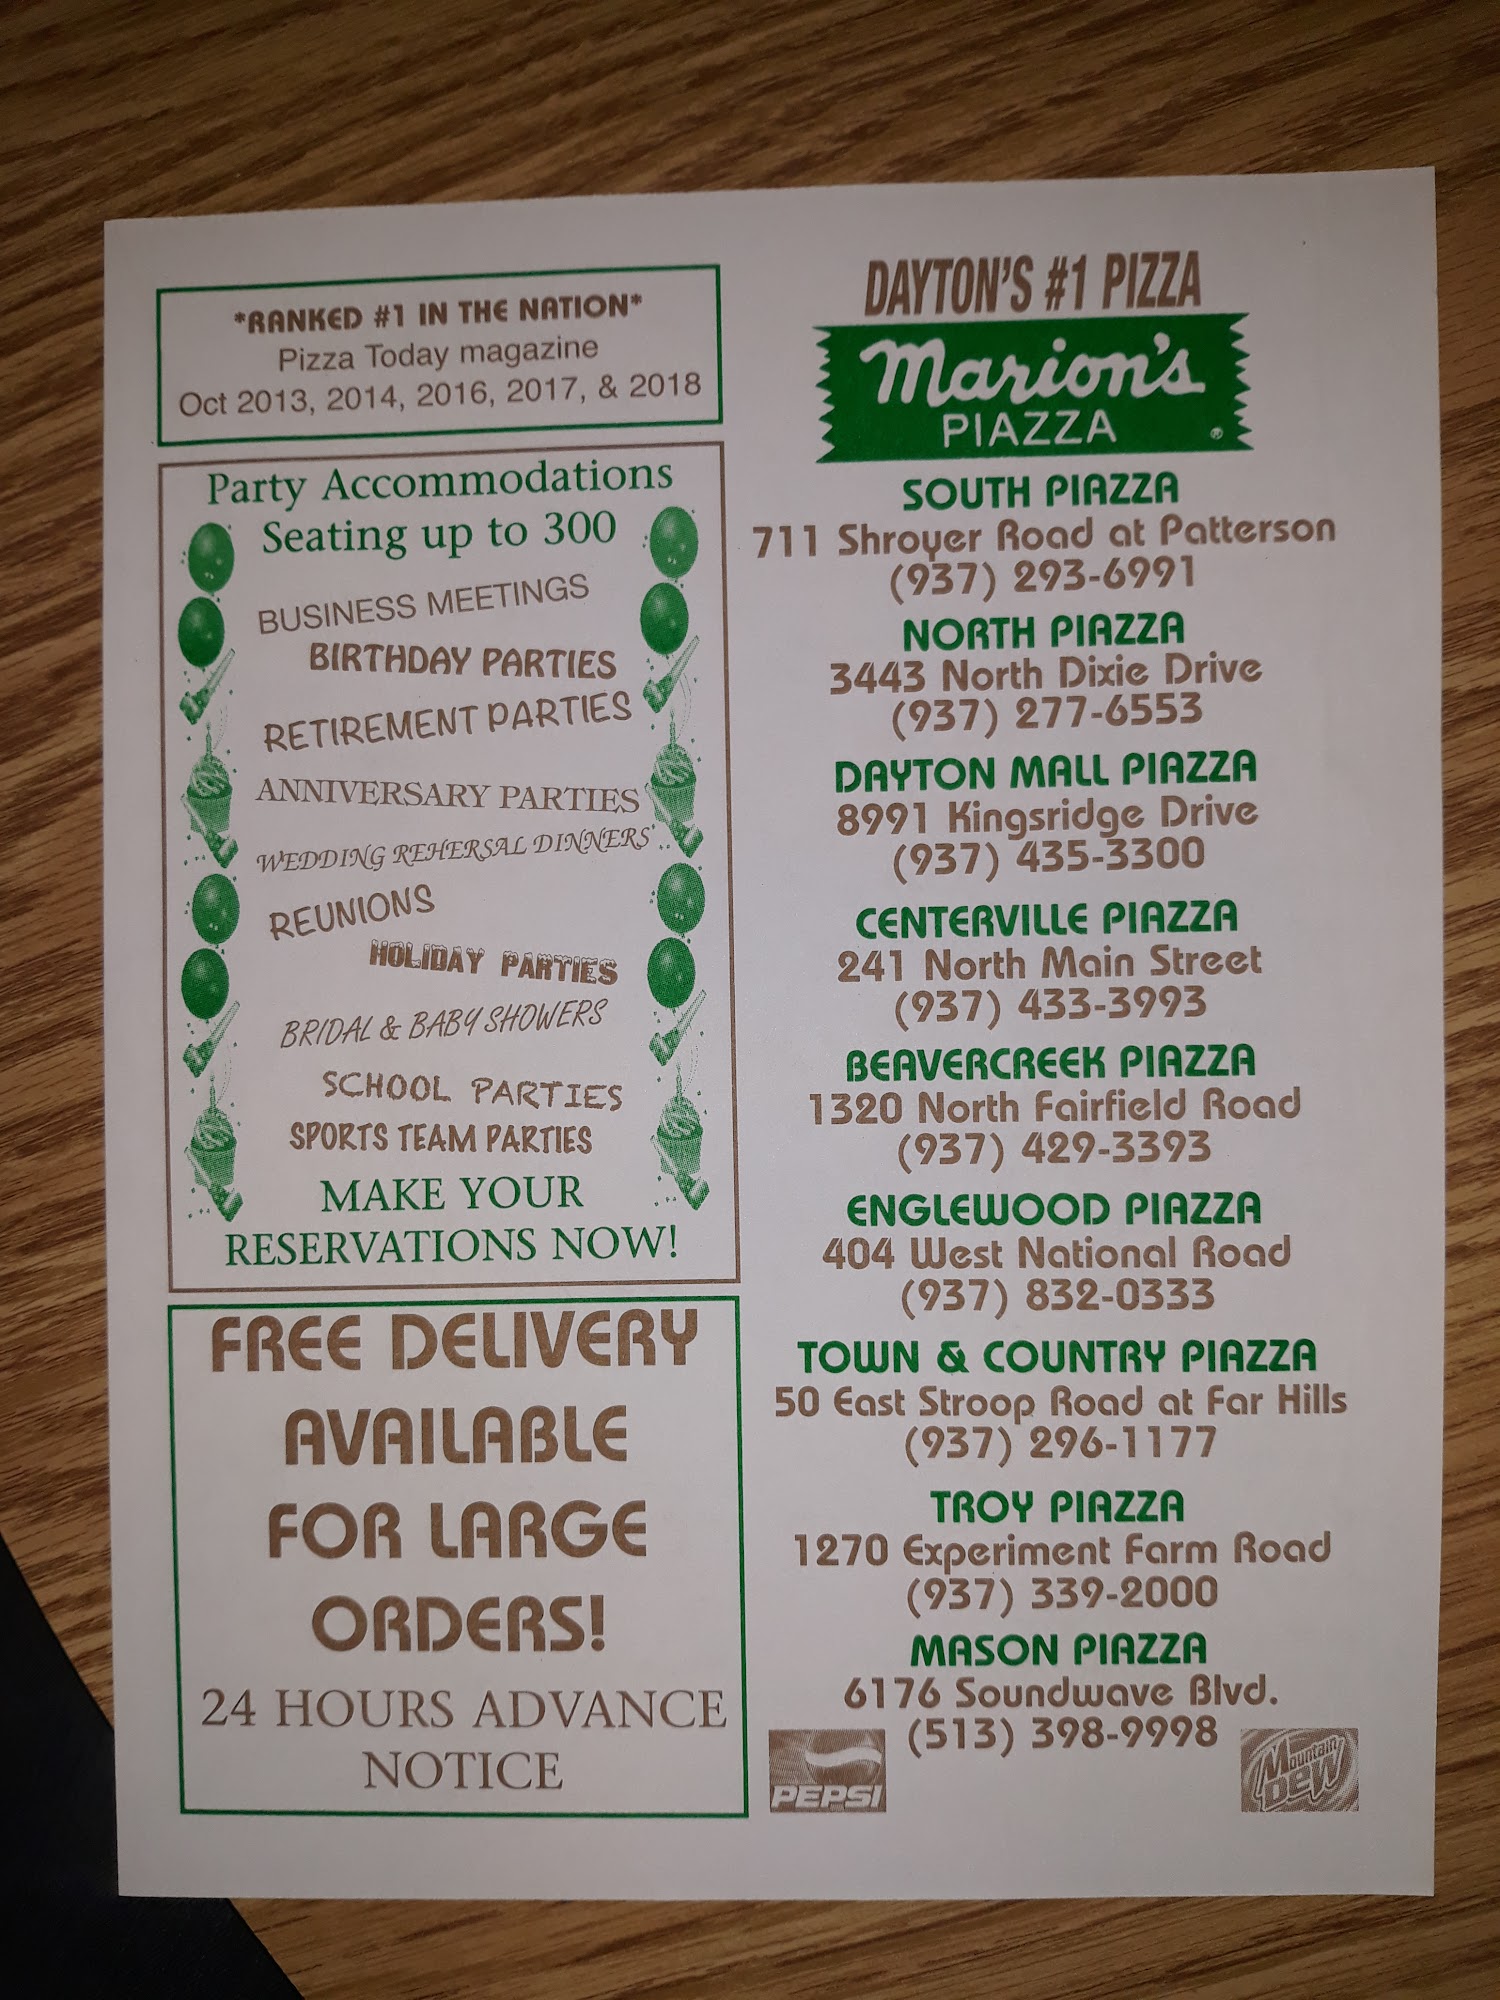 *RANKED #1 IN THE NATION*
Pizza Today magazine
Oct 2013, 2014, 2016, 2017, & 2018
Party Accommodations
Seating up to 300
BUSINESS MEETINGS
BIRTHDAY PARTIES
RETIREMENT PARTIES
ANNIVERSARY PARTIES
WEDDING REHERSAL DINNERS
REUNIONS
HOLIDAY PARTIES
BRIDAL & BABY SHOWERS
SCHOOL PARTIES
SPORTS TEAM PARTIES
MAKE YOUR
RESERVATIONS NOW!
FREE DELIVERY
AVAILABLE
FOR LARGE
ORDERS!
24 HOURS ADVANCE
NOTICE
DAYTON'S #1 PIZZA
Marion's
PIAZZA ®
SOUTH PIAZZA
711 Shroyer Road at Patterson
(937) 293-6991
NORTH PIAZZA
3443 North Dixie Drive
(937) 277-6553
DAYTON MALL PIAZZA
8991 Kingsridge Drive
(937) 435-3300
CENTERVILLE PIAZZA
241 North Main Street
(937) 433-3993
BEAVERCREEK PIAZZA
1320 North Fairfield Road
(937) 429-3393
ENGLEWOOD PIAZZA
404 West National Road
(937) 832-0333
TOWN & COUNTRY PIAZZA
50 East Stroop Road at Far Hills
(937) 296-1177
TROY PIAZZA
1270 Experiment Farm Road
(937) 339-2000
MASON PIAZZA
6176 Soundwave Blvd.
(513) 398-9998
PEPSI
Mountain
DEW